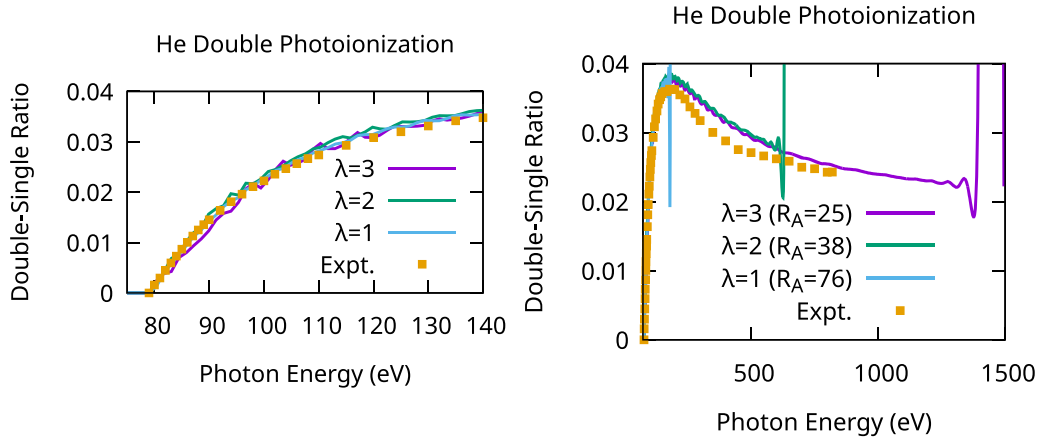 He Double Photoionization
Double-Single Ratio
0.04
0.03
0.02
0.01
0
λ=3
λ=2
λ=1
Expt.
80 90 100 110 120 130 140
Photon Energy (eV)
He Double Photoionization
Double-Single Ratio
0.04
0.03
0.02
0.01
0
λ=3 (R_A=25)
λ=2 (R_A=38)
λ=1 (R_A=76)
Expt.
500 1000 1500
Photon Energy (eV)